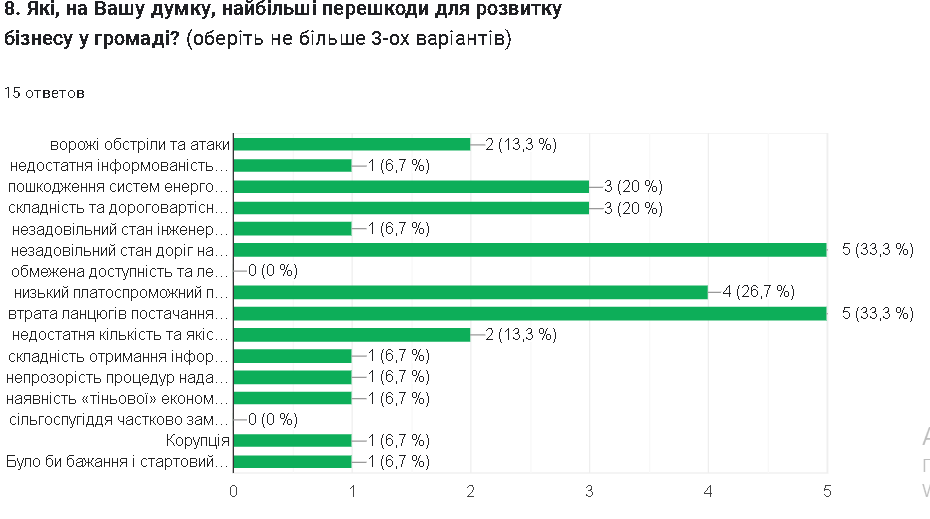 8. Які, на Вашу думку, найбільші перешкоди для розвитку
бізнесу у громаді? (оберіть не більше 3-ох варіантів)
15 ответов
ворожі обстріли та атаки 2 (13,3 %)
недостатня інформованість... 1 (6,7 %)
пошкодження систем енерго... 3 (20 %)
складність та дороговартісн... 3 (20 %)
незадовільний стан інженер... 1 (6,7 %)
незадовільний стан доріг на... 5 (33,3 %)
обмежена доступність та ле... 0 (0 %)
низький платоспроможний п... 4 (26,7 %)
втрата ланцюгів постачання... 5 (33,3 %)
недостатня кількість та якіс... 2 (13,3 %)
складність отримання інфор... 1 (6,7 %)
непрозорість процедур нада... 1 (6,7 %)
наявність «тіньової» економ... 1 (6,7 %)
сільгоспугіддя частково зам... 0 (0 %)
Корупція 1 (6,7 %)
Було би бажання і стартовий... 1 (6,7 %)
0 1 2 3 4 5